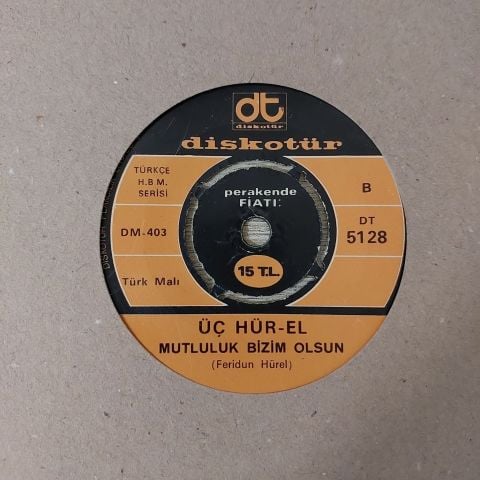 dt
diskotür
diskotür
TÜRKÇE
H.B.M.
SERİSİ
perakende
FİATI:
B
DM-403
DT
5128
Türk Malı
15 T.L.
ÜÇ HÜR-EL
MUTLULUK BİZİM OLSUN
(Feridun Hürel)